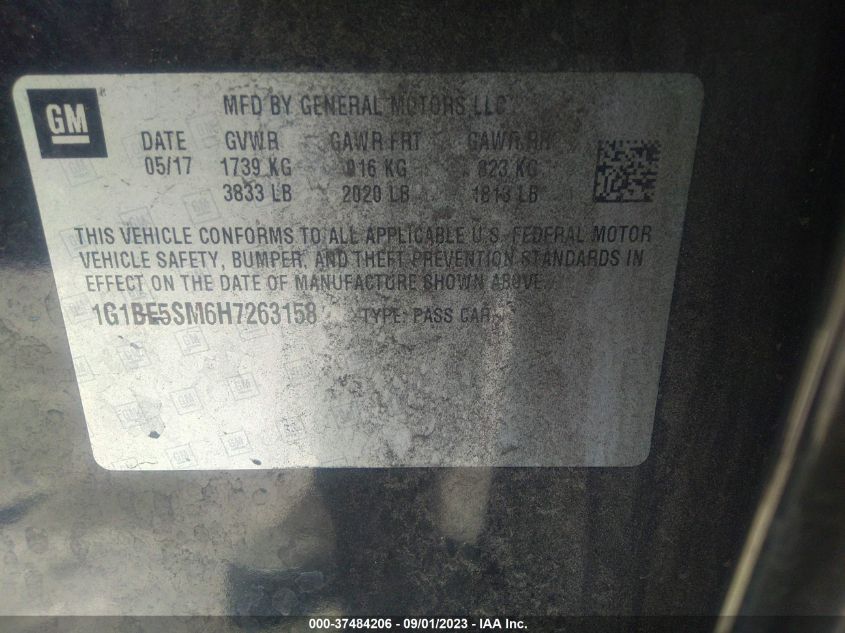 GM
MFD BY GENERAL MOTORS LLC
DATE GVWR GAWR FRT GAWR RR
05/17 1739 KG 916 KG 823 KG
3833 LB 2020 LB 1813 LB
THIS VEHICLE CONFORMS TO ALL APPLICABLE U.S. FEDERAL MOTOR
VEHICLE SAFETY, BUMPER, AND THEFT PREVENTION STANDARDS IN
EFFECT ON THE DATE OF MANUFACTURE SHOWN ABOVE.
1G1BE5SM6H7263158 TYPE: PASS CAR
000-37484206 - 09/01/2023 - IAA Inc.